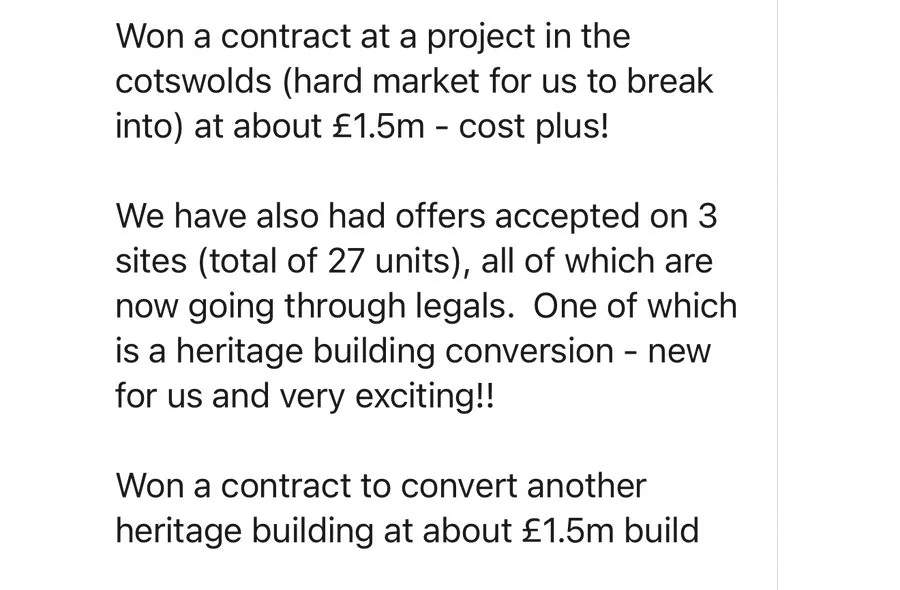 Won a contract at a project in the
cotswolds (hard market for us to break
into) at about £1.5m - cost plus!
We have also had offers accepted on 3
sites (total of 27 units), all of which are
now going through legals.  One of which
is a heritage building conversion - new
for us and very exciting!!
Won a contract to convert another
heritage building at about £1.5m build